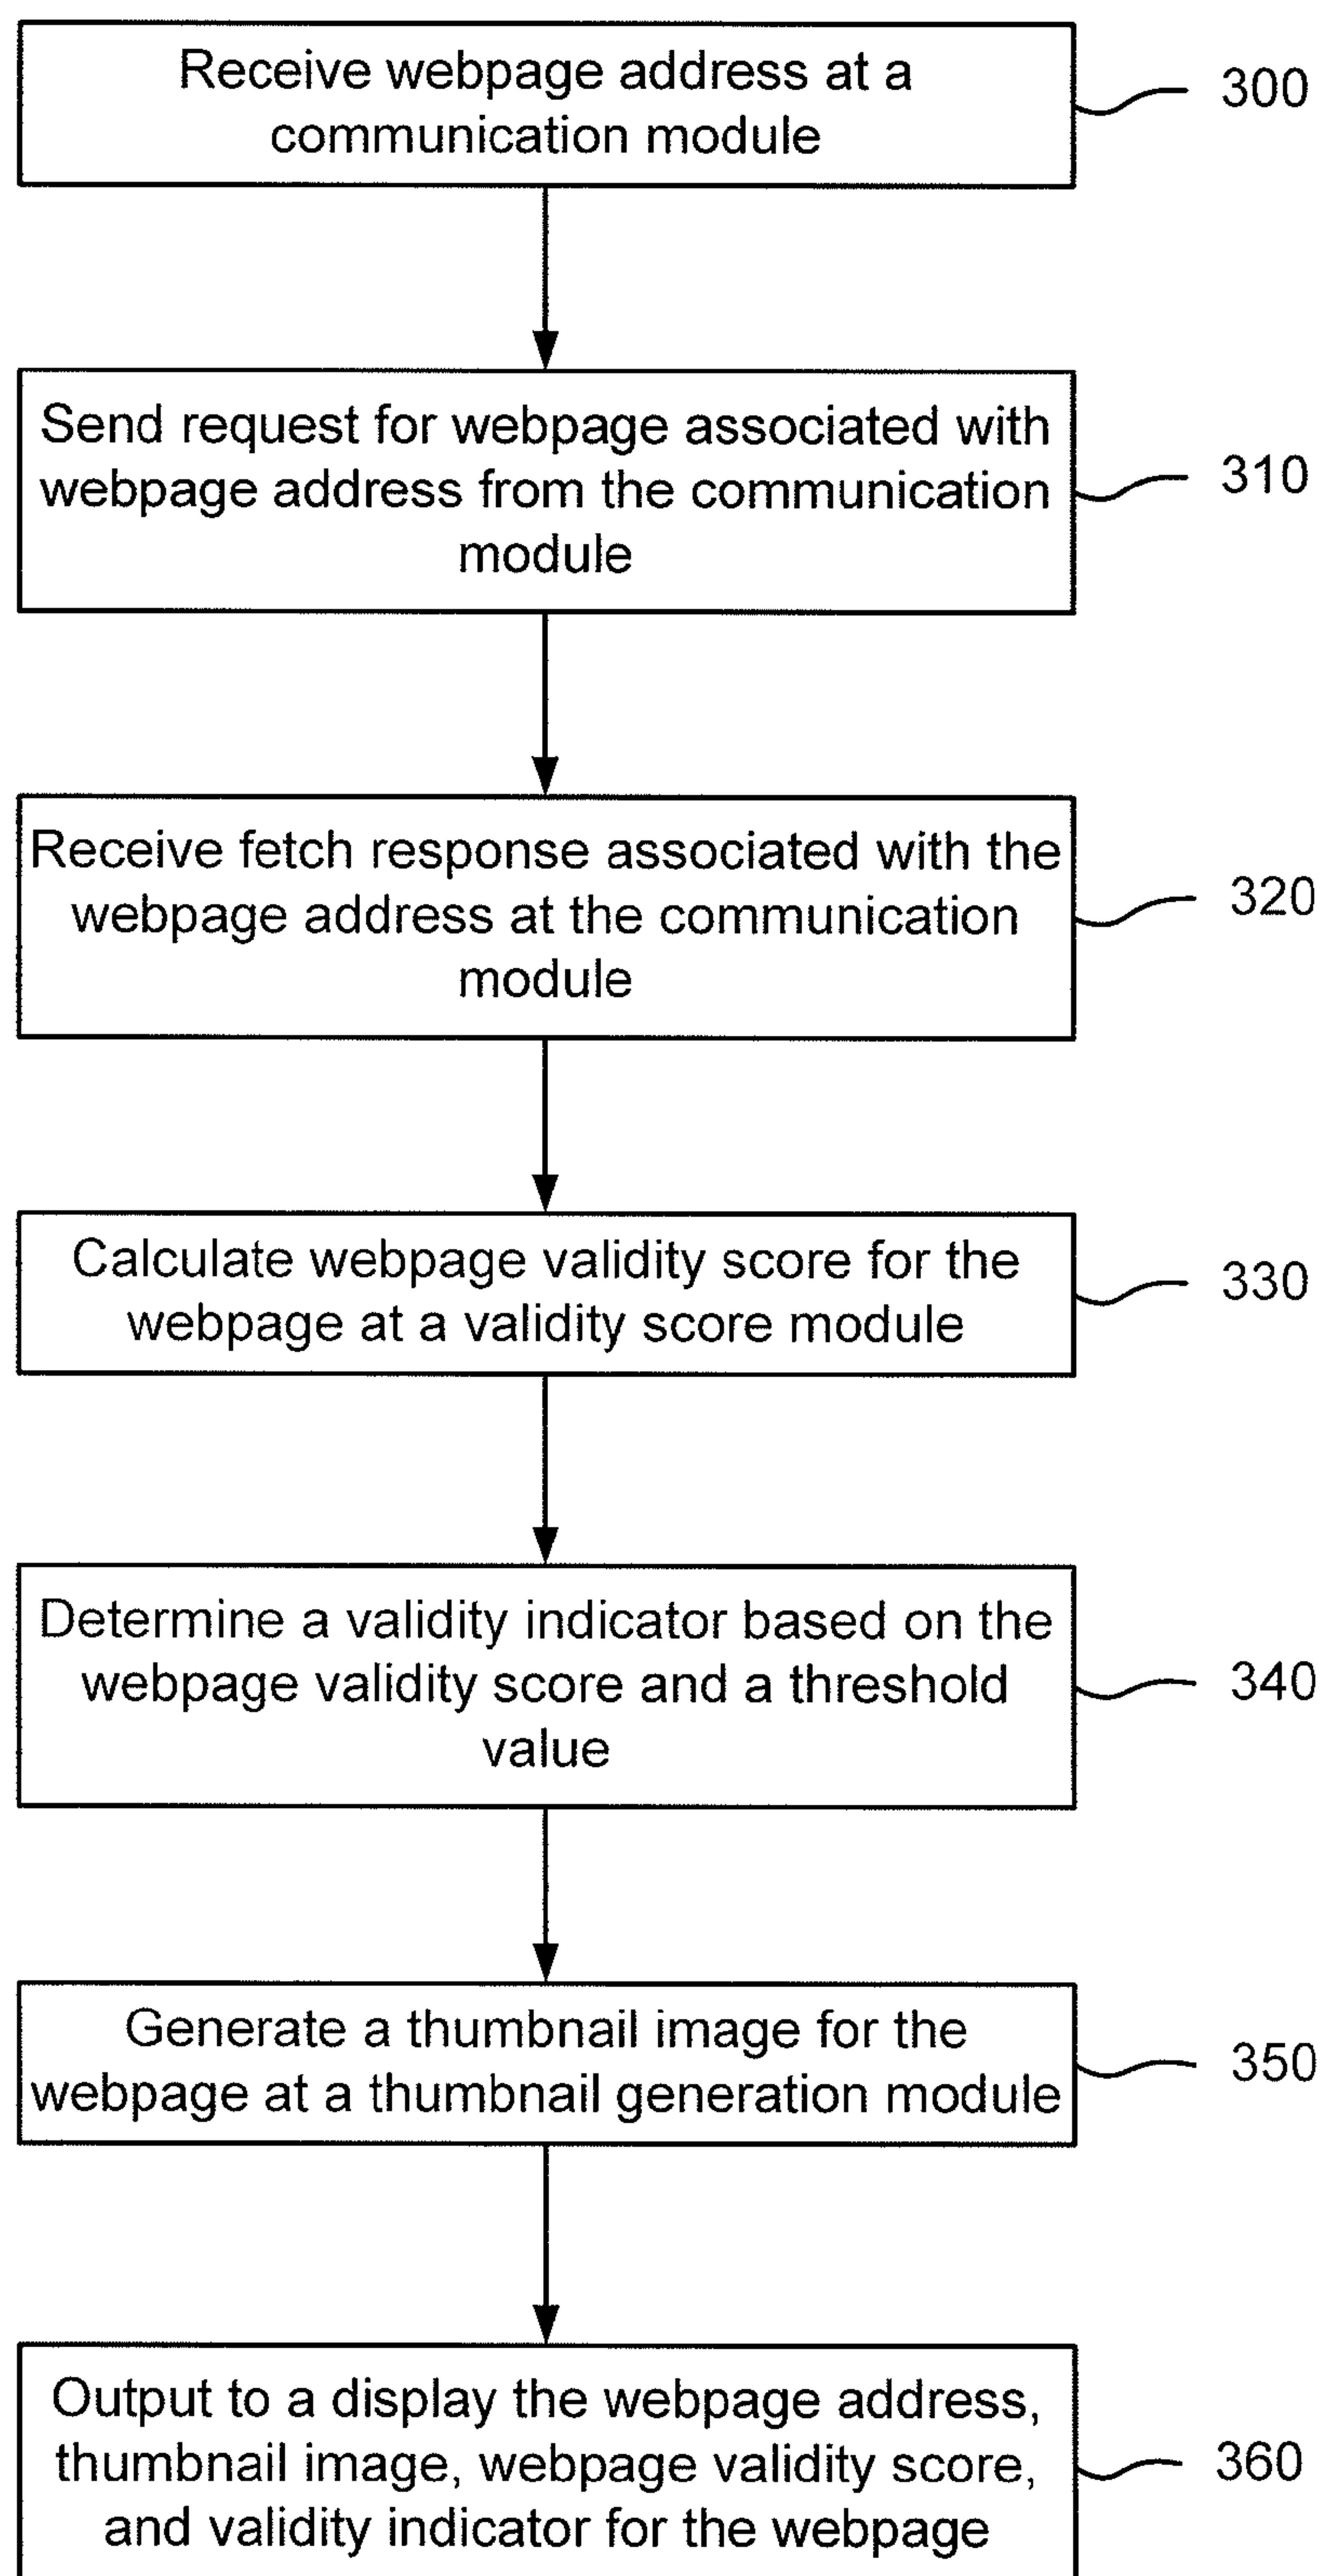 Receive webpage address at a
communication module
300
Send request for webpage associated with
webpage address from the communication
module
310
Receive fetch response associated with the
webpage address at the communication
module
320
Calculate webpage validity score for the
webpage at a validity score module
330
Determine a validity indicator based on the
webpage validity score and a threshold
value
340
Generate a thumbnail image for the
webpage at a thumbnail generation module
350
Output to a display the webpage address,
thumbnail image, webpage validity score,
and validity indicator for the webpage
360